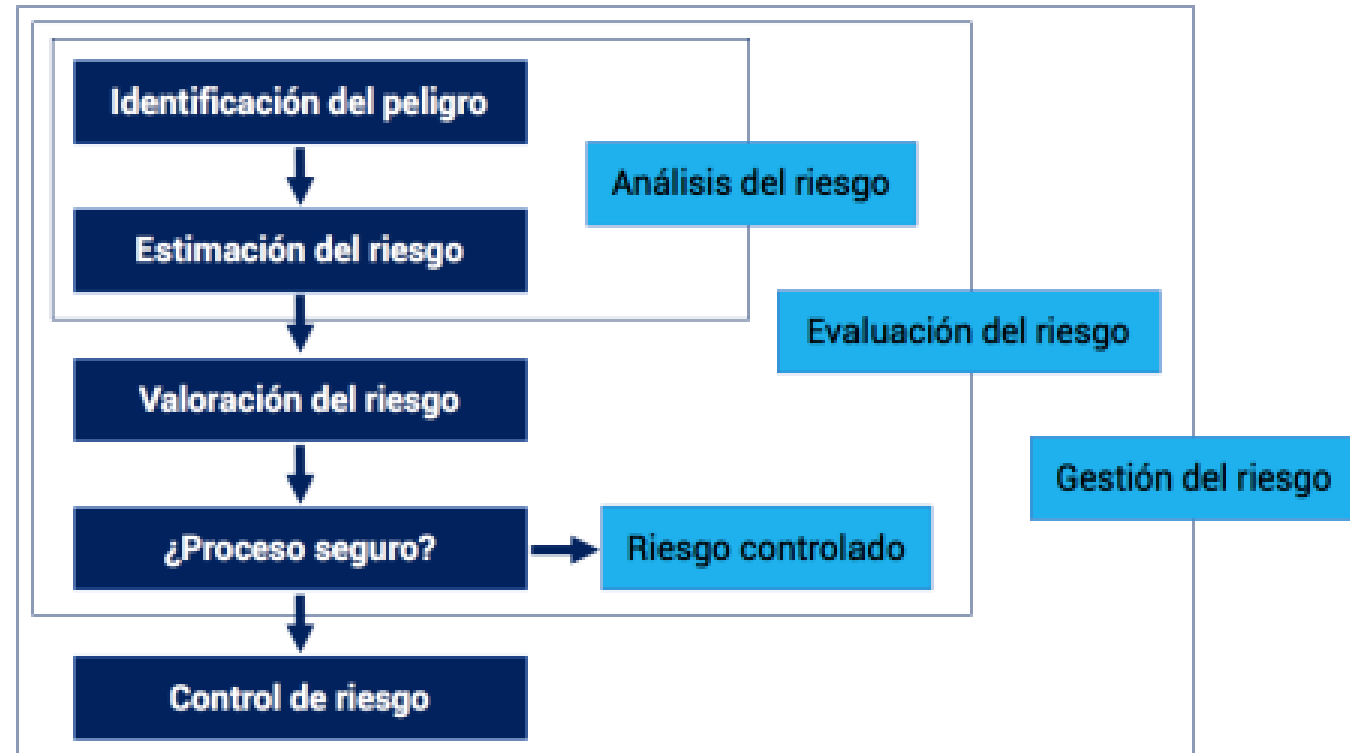 Identificación del peligro
Análisis del riesgo
Estimación del riesgo
Evaluación del riesgo
Valoración del riesgo
Gestión del riesgo
¿Proceso seguro?
Riesgo controlado
Control de riesgo